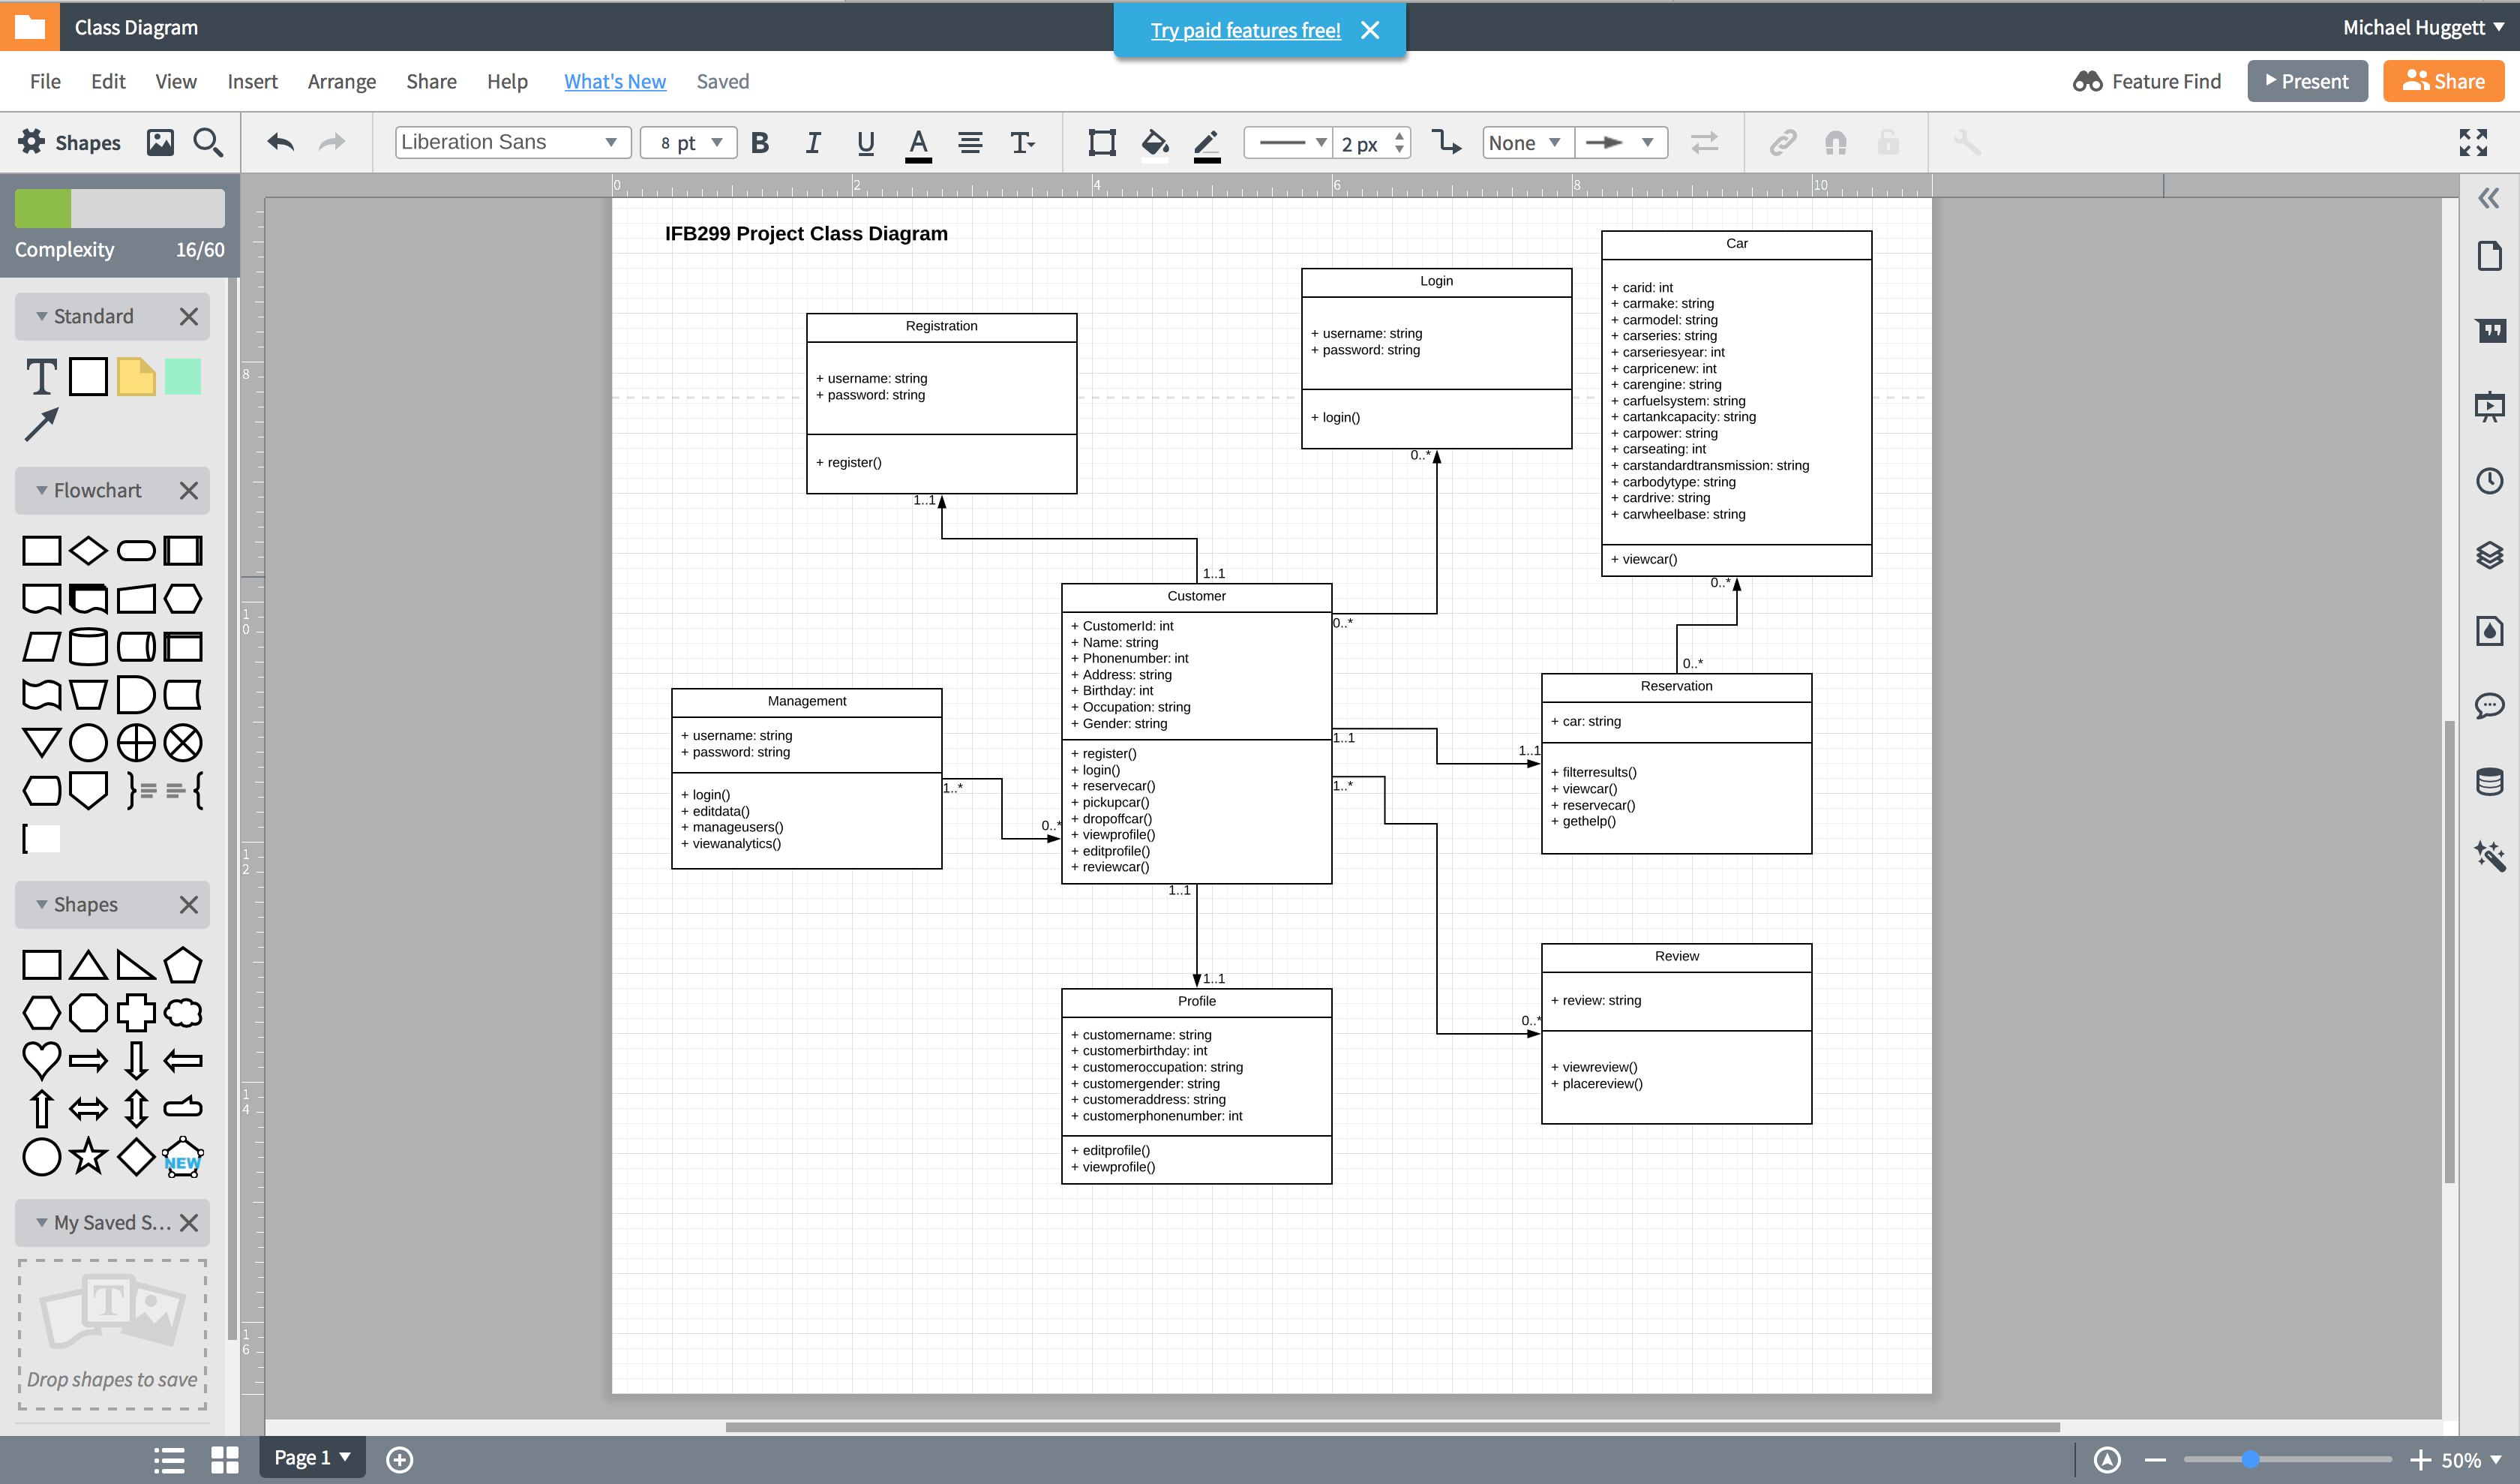 Class Diagram
Try paid features free!
Michael Huggett
File Edit View Insert Arrange Share Help What's New Saved
Feature Find Present Share
Shapes
Liberation Sans 8 pt B I U A T 2 px None
Complexity 16/60
Standard
T
Flowchart
Shapes
NEW
My Saved S...
T
Drop shapes to save
0 2 4 6 8 10
8
10
12
14
16
IFB299 Project Class Diagram
Registration
+ username: string
+ password: string
+ register()
1..1
Login
+ username: string
+ password: string
+ login()
0..*
Car
+ carid: int
+ carmake: string
+ carmodel: string
+ carseries: string
+ carseriesyear: int
+ carpricenew: int
+ carengine: string
+ carfuelsystem: string
+ cartankcapacity: string
+ carpower: string
+ carseating: int
+ carstandardtransmission: string
+ carbodytype: string
+ cardrive: string
+ carwheelbase: string
+ viewcar()
0..*
1..1
Customer
+ CustomerId: int
+ Name: string
+ Phonenumber: int
+ Address: string
+ Birthday: int
+ Occupation: string
+ Gender: string
+ register()
+ login()
+ reservecar()
+ pickupcar()
+ dropoffcar()
+ viewprofile()
+ editprofile()
+ reviewcar()
0..*
1..1
1..*
1..1
Management
+ username: string
+ password: string
+ login()
+ editdata()
+ manageusers()
+ viewanalytics()
1..*
0..*
0..*
Reservation
+ car: string
+ filterresults()
+ viewcar()
+ reservecar()
+ gethelp()
1..1
Review
+ review: string
+ viewreview()
+ placereview()
0..*
1..1
Profile
+ customername: string
+ customerbirthday: int
+ customeroccupation: string
+ customergender: string
+ customeraddress: string
+ customerphonenumber: int
+ editprofile()
+ viewprofile()
Page 1
50%